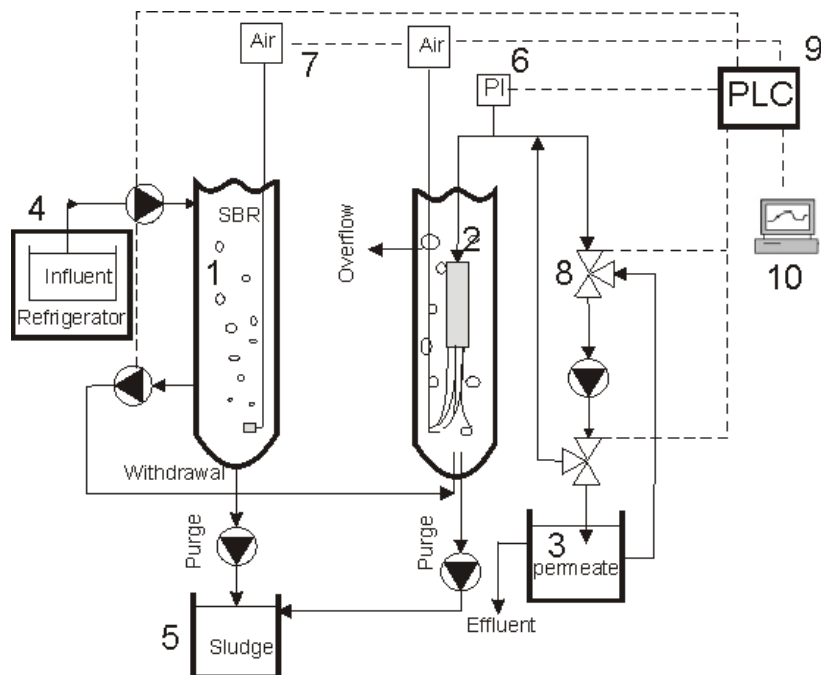 Air
7
Air
6
9
PI
PLC
4
SBR
1
2
Overflow
8
10
Influent
Refrigerator
Withdrawal
Purge
Purge
3
permeate
5
Sludge
Effluent